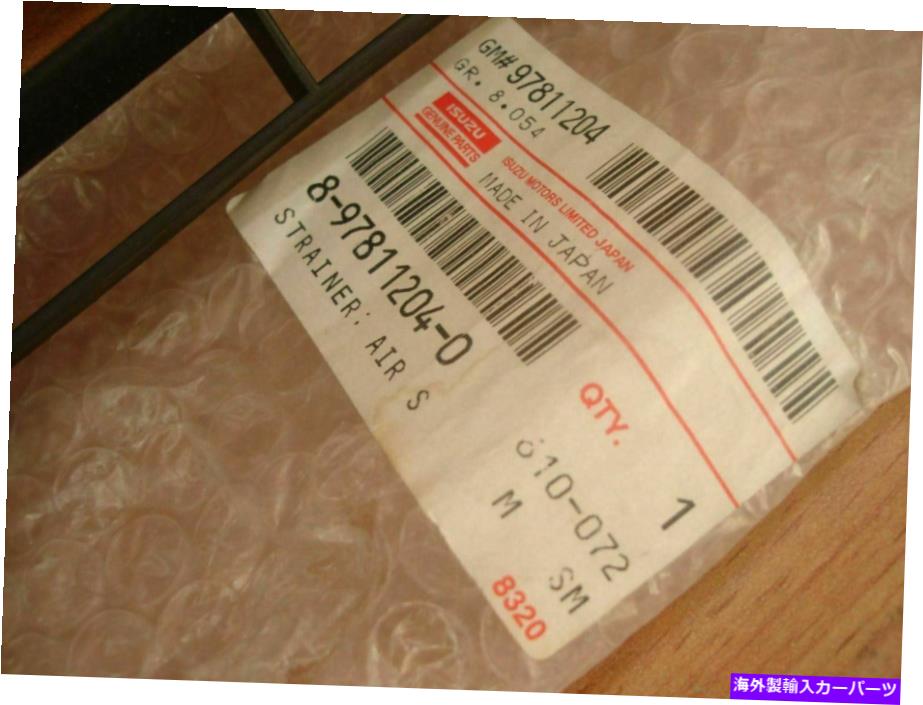 GM# 97811204
GR. 8.054
ISUZU
GENUINE PARTS
ISUZU MOTORS LIMITED JAPAN
MADE IN JAPAN
8-97811204-0
STRAINER: AIR S
QTY.
1
810-072
M SM
8320
海外製輸入カーパーツ